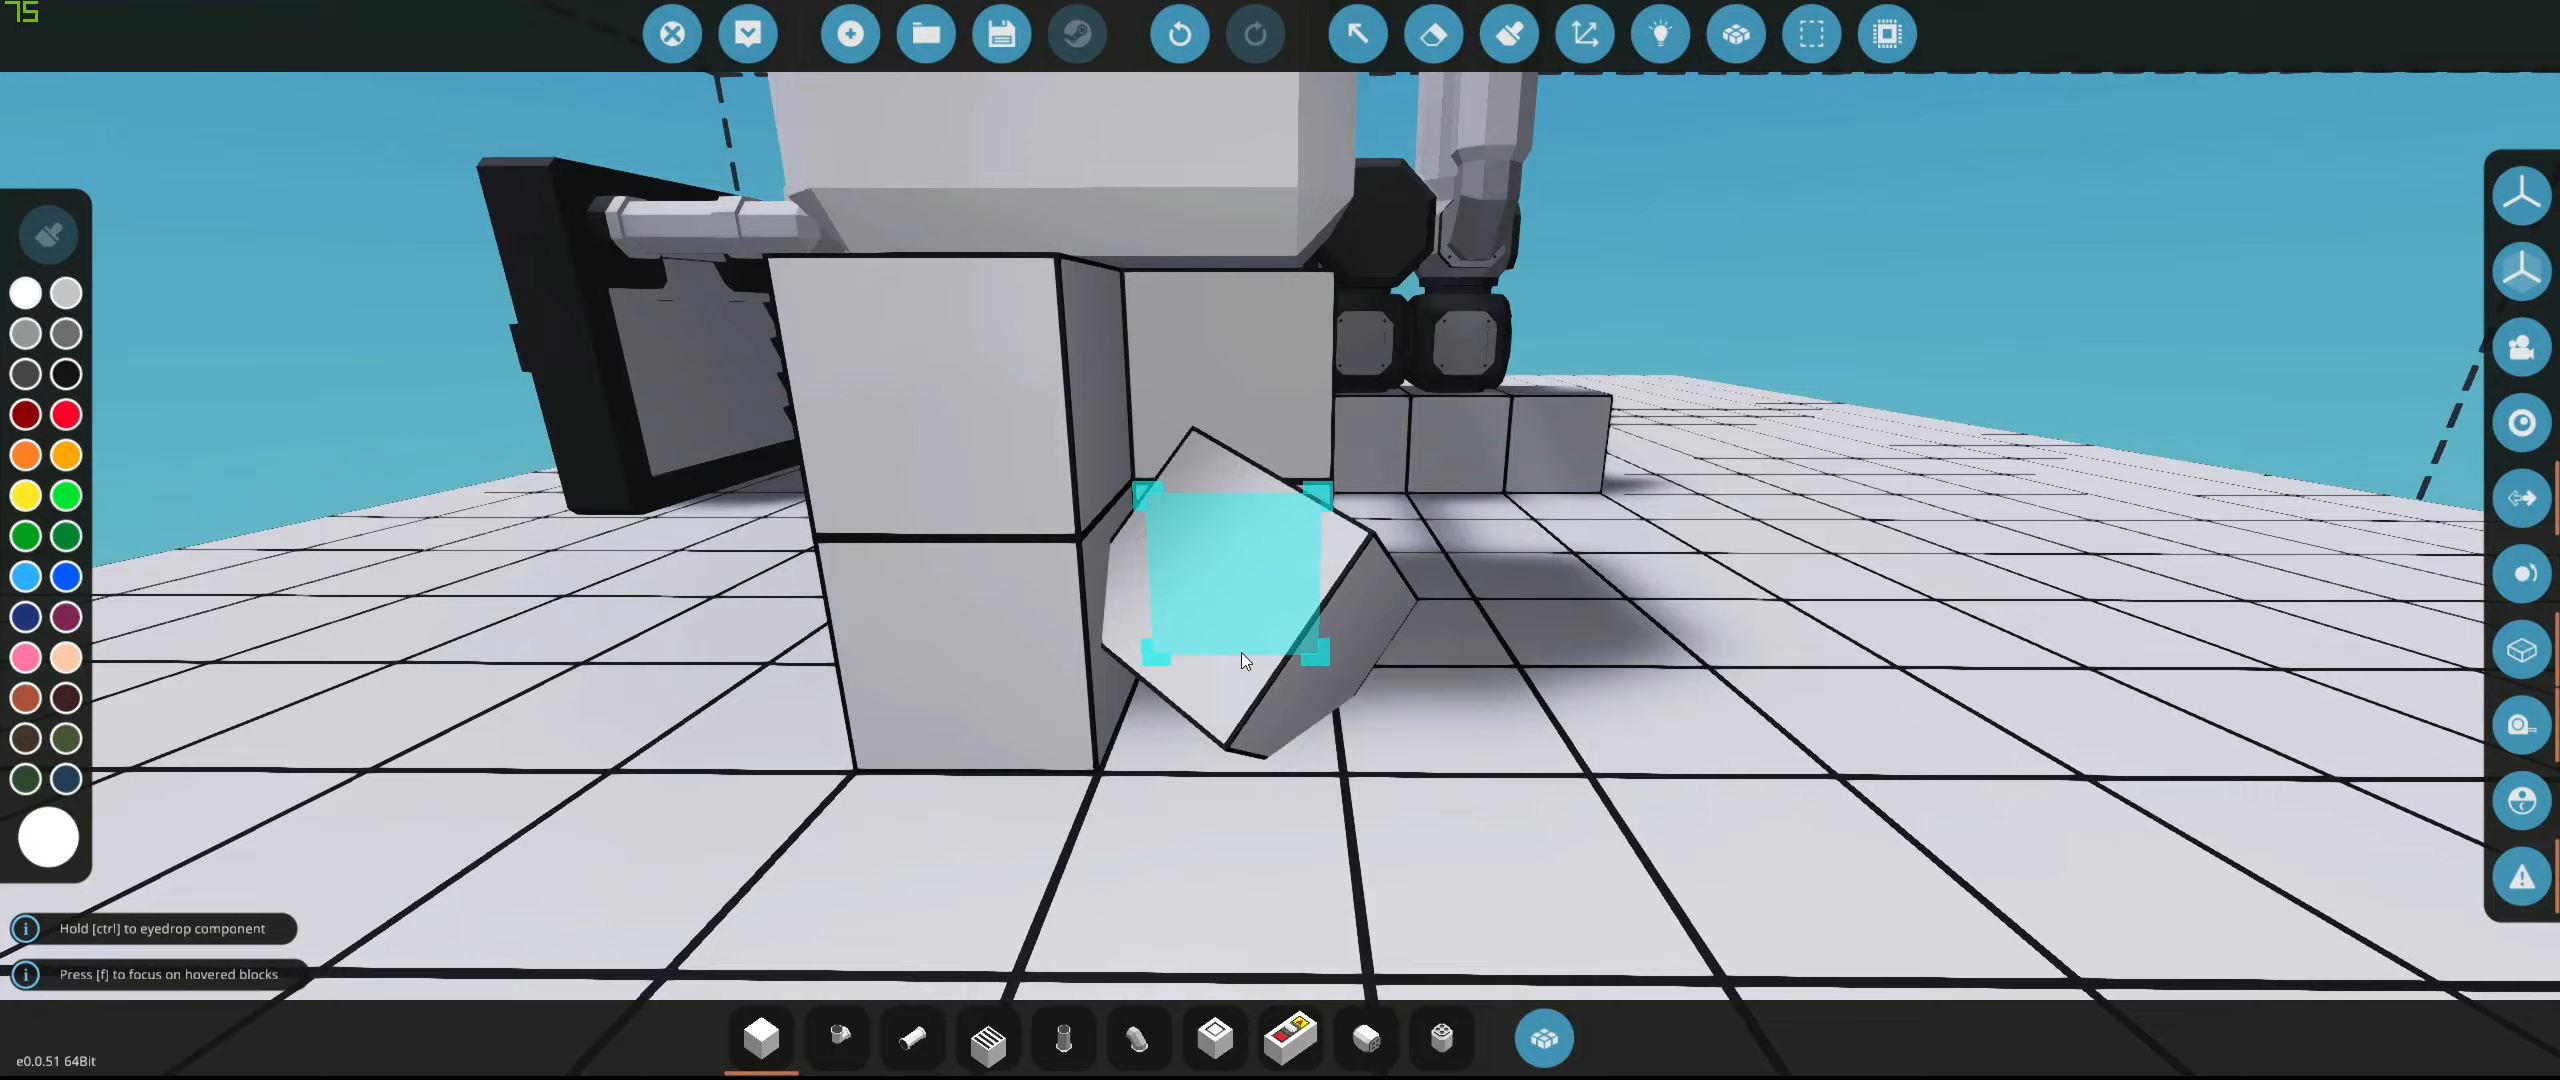 75
Hold [ctrl] to eyedrop component
Press [f] to focus on hovered blocks
e0.0.51 64Bit